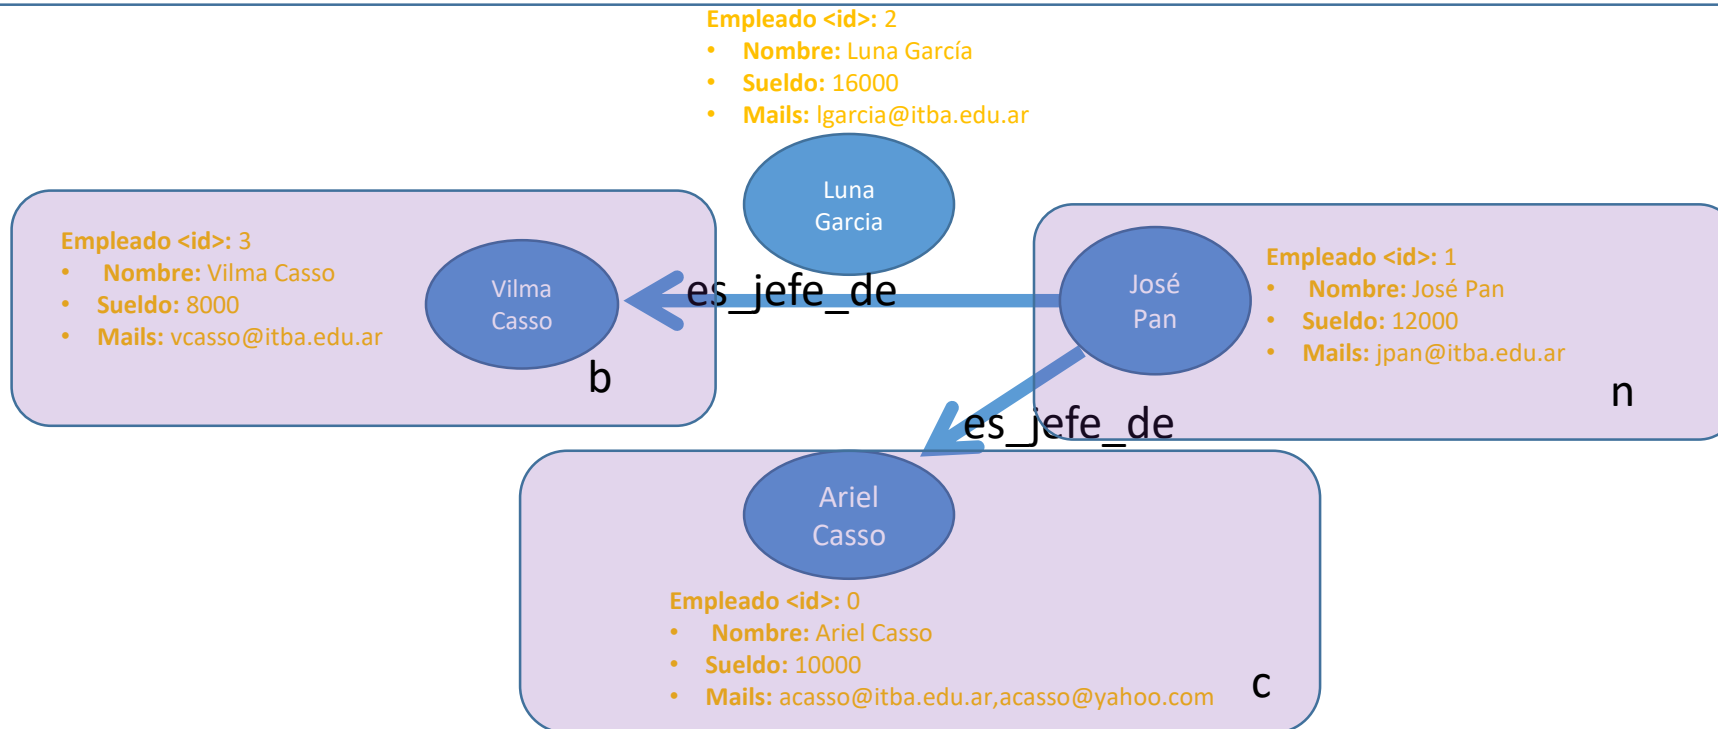 Empleado <id>: 2
• Nombre: Luna García
• Sueldo: 16000
• Mails: lgarcia@itba.edu.ar
Luna
Garcia
Empleado <id>: 3
• Nombre: Vilma Casso
• Sueldo: 8000
• Mails: vcasso@itba.edu.ar
Vilma
Casso
b
es_jefe_de
José
Pan
Empleado <id>: 1
• Nombre: José Pan
• Sueldo: 12000
• Mails: jpan@itba.edu.ar
n
es_jefe_de
Ariel
Casso
Empleado <id>: 0
• Nombre: Ariel Casso
• Sueldo: 10000
• Mails: acasso@itba.edu.ar,acasso@yahoo.com
c